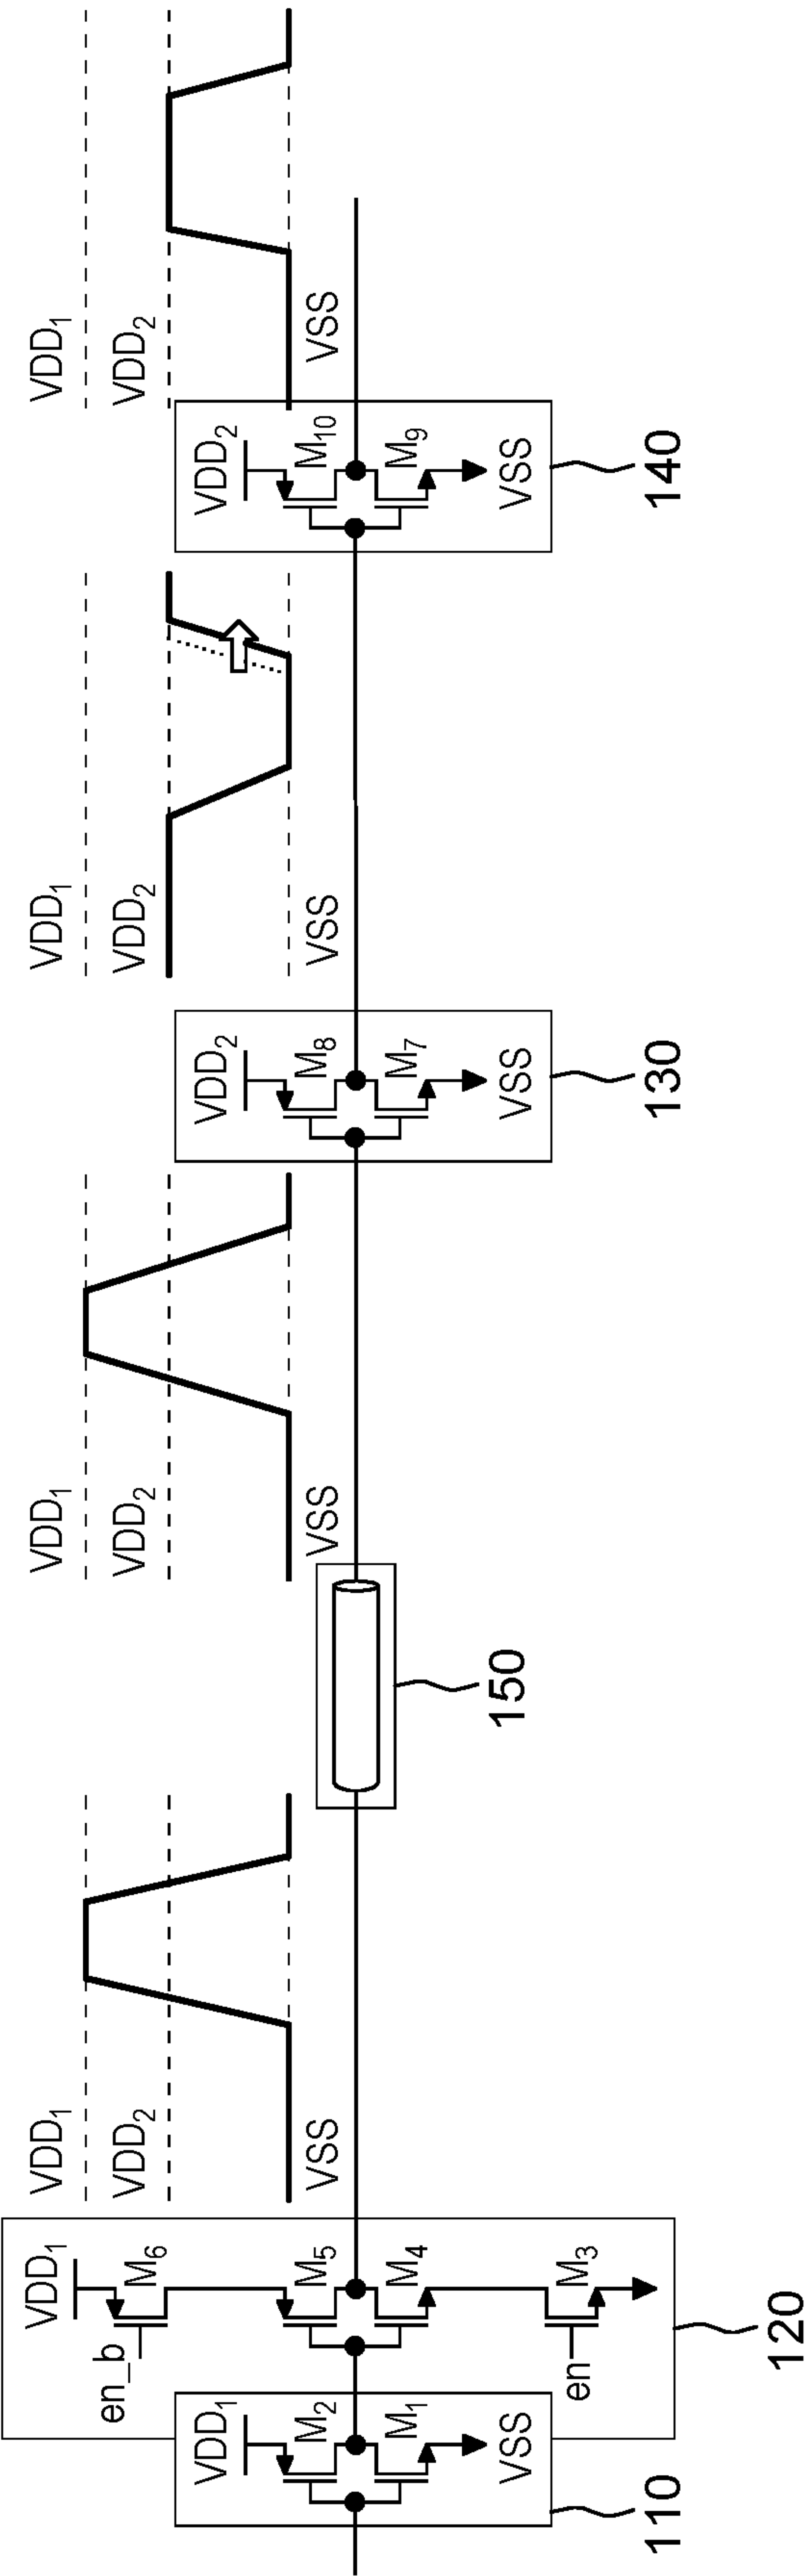 VDD₁
M₂
M₁
VSS
110
VDD₁
en_b
M₆
M₅
M₄
M₃
en
120
VDD₁
VDD₂
VSS
150
VDD₁
VDD₂
VSS
VDD₂
M₈
M₇
VSS
130
VDD₁
VDD₂
VSS
VDD₂
M₁₀
M₉
VSS
140
VDD₁
VDD₂
VSS